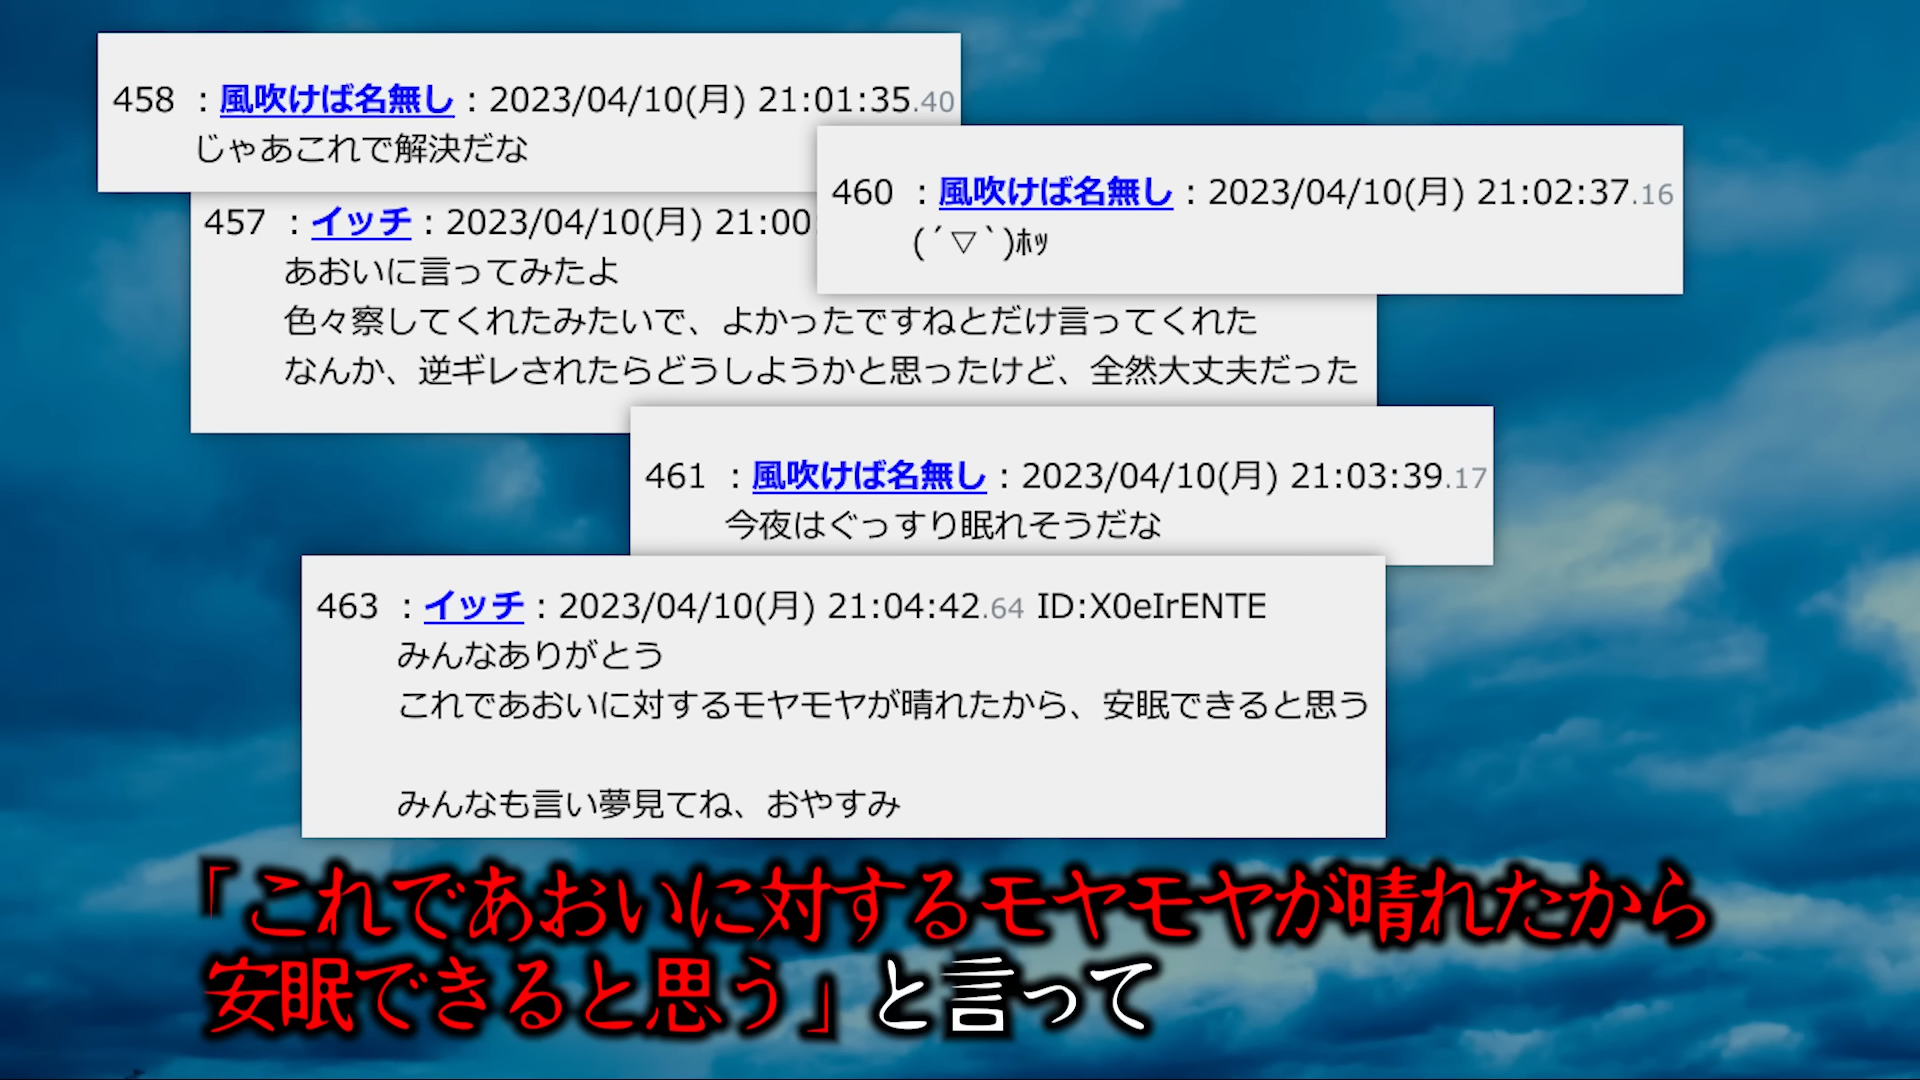 458 ：風吹けば名無し：2023/04/10(月) 21:01:35.40
じゃあこれで解決だな
460 ：風吹けば名無し：2023/04/10(月) 21:02:37.16
(´▽`)ﾎｯ
457 ：イッチ：2023/04/10(月) 21:00
あおいに言ってみたよ
色々察してくれたみたいで、よかったですねとだけ言ってくれた
なんか、逆ギレされたらどうしようかと思ったけど、全然大丈夫だった
461 ：風吹けば名無し：2023/04/10(月) 21:03:39.17
今夜はぐっすり眠れそうだな
463 ：イッチ：2023/04/10(月) 21:04:42.64 ID:X0eIrENTE
みんなありがとう
これであおいに対するモヤモヤが晴れたから、安眠できると思う
みんなも言い夢見てね、おやすみ
「これであおいに対するモヤモヤが晴れたから
安眠できると思う」と言って